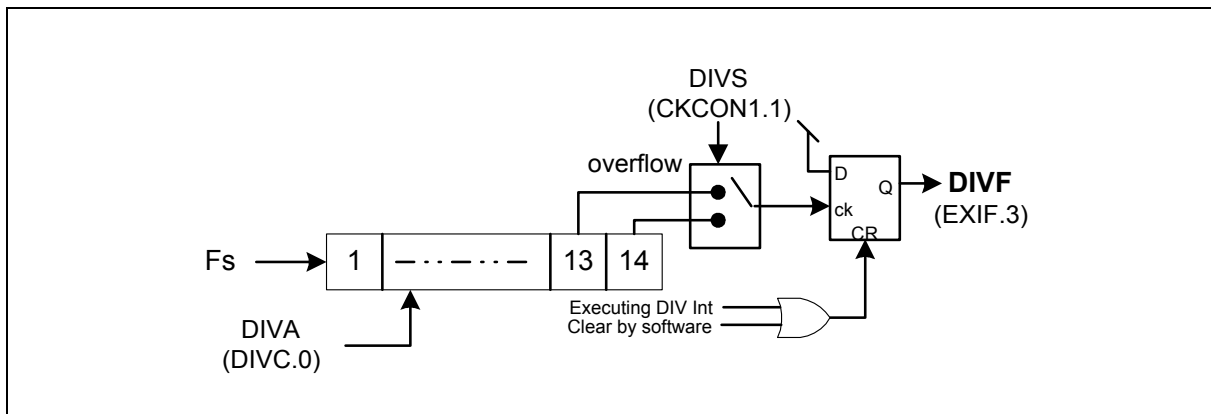 DIVS
(CKCON1.1)
overflow
D
Q
DIVF
ck
(EXIF.3)
CR
Fs
1
13
14
Executing DIV Int
Clear by software
DIVA
(DIVC.0)